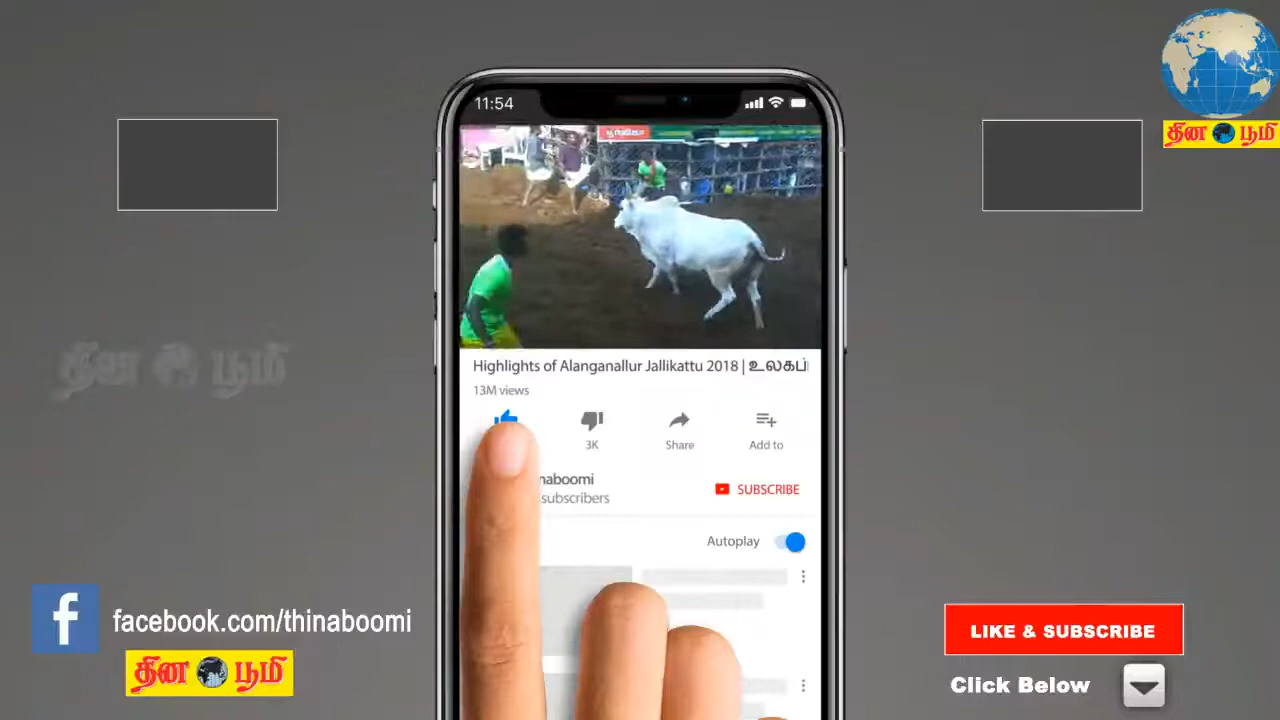 தின பூமி
11:54
Highlights of Alanganallur Jallikattu 2018 | உலகப்
13M views
3K
Share
Add to
naboomi
subscribers
SUBSCRIBE
Autoplay
தின பூமி
f facebook.com/thinaboomi
தின பூமி
LIKE & SUBSCRIBE
Click Below